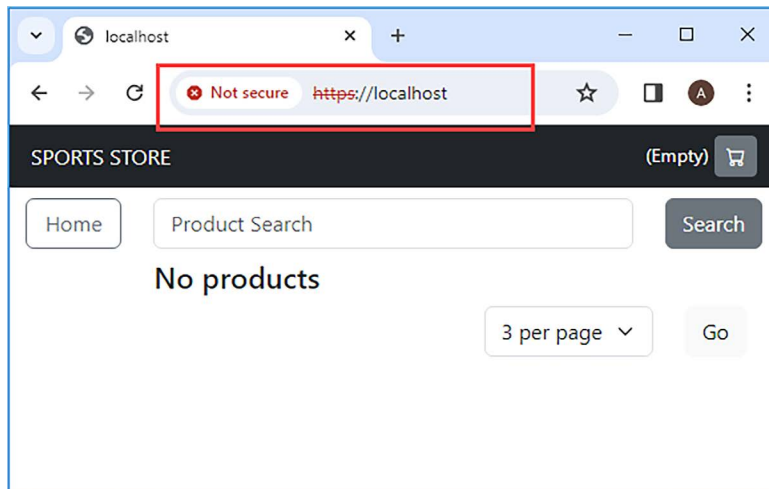 localhost
Not secure https://localhost
A
SPORTS STORE (Empty)
Home Product Search Search
No products
3 per page Go